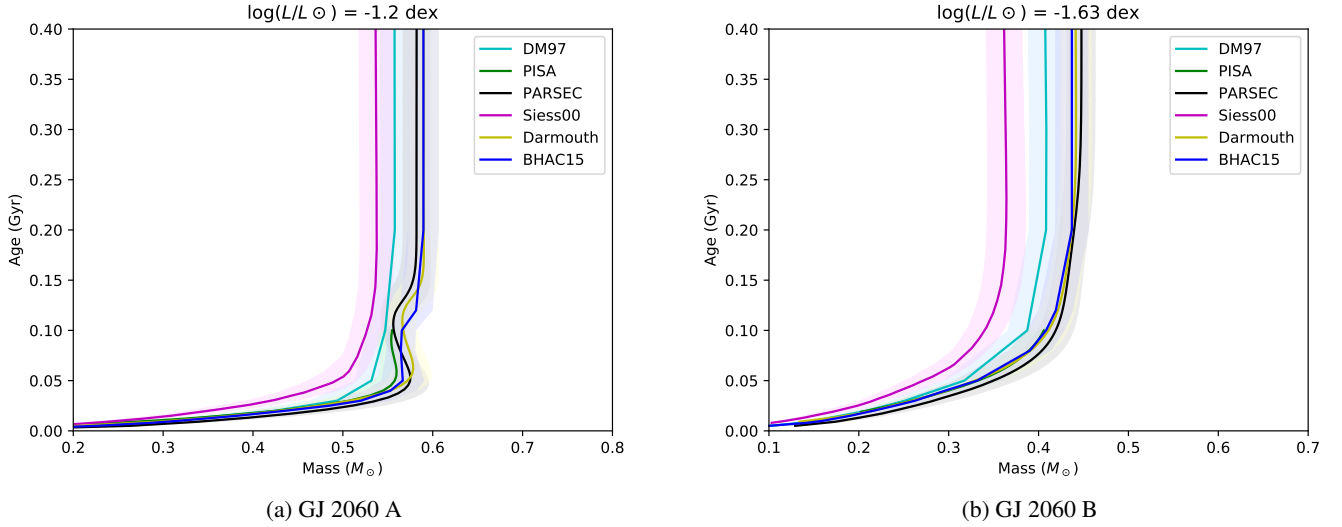 log(L/L⊙) = -1.2 dex
0.40
0.35
0.30
0.25
0.20
0.15
0.10
0.05
0.00
Age (Gyr)
DM97
PISA
PARSEC
Siess00
Darmouth
BHAC15
0.2 0.3 0.4 0.5 0.6 0.7 0.8
Mass (M⊙)
(a) GJ 2060 A
log(L/L⊙) = -1.63 dex
0.40
0.35
0.30
0.25
0.20
0.15
0.10
0.05
0.00
Age (Gyr)
DM97
PISA
PARSEC
Siess00
Darmouth
BHAC15
0.1 0.2 0.3 0.4 0.5 0.6 0.7
Mass (M⊙)
(b) GJ 2060 B